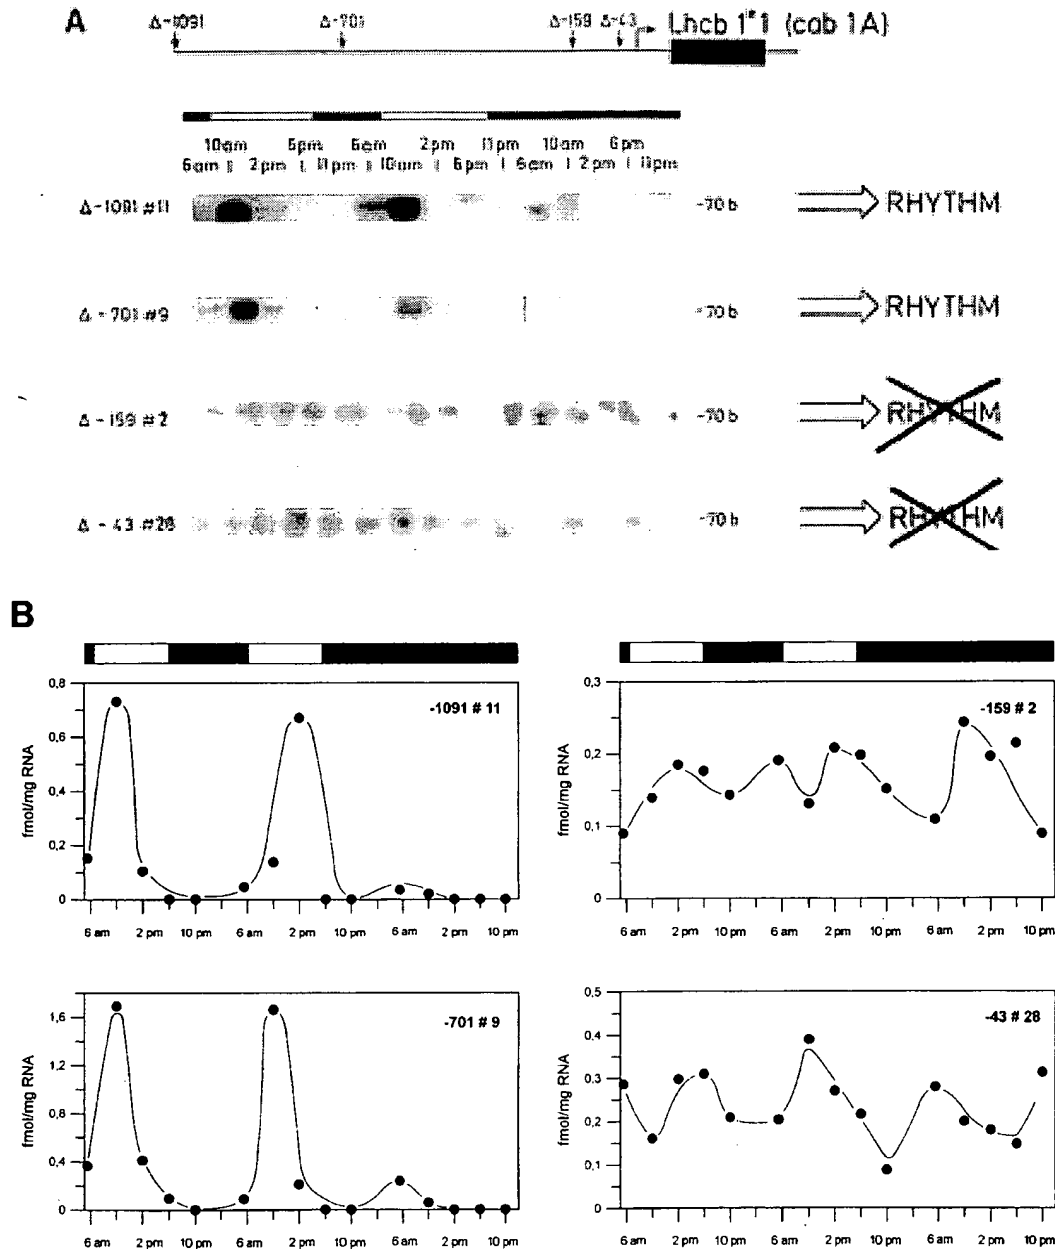 A
Δ-1091 Δ-701 Δ-159 Δ-43 Lhcb 1*1 (cab 1A)
10am 6pm 6am 2pm 11pm 10am 6pm
6am 2pm 11pm 10am 6pm 6am 2pm 11pm
Δ-1091 #11 -70 b RHYTHM
Δ-701 #9 -70 b RHYTHM
Δ-159 #2 -70 b RHYTHM
Δ-43 #28 -70 b RHYTHM
B
-1091 # 11
fmol/mg RNA
0,8
0,6
0,4
0,2
0
6 am 2 pm 10 pm 6 am 2 pm 10 pm 6 am 2 pm 10 pm
-159 # 2
fmol/mg RNA
0,3
0,2
0,1
0
6 am 2 pm 10 pm 6 am 2 pm 10 pm 6 am 2 pm 10 pm
-701 # 9
fmol/mg RNA
1,6
1,2
0,8
0,4
0
6 am 2 pm 10 pm 6 am 2 pm 10 pm 6 am 2 pm 10 pm
-43 # 28
fmol/mg RNA
0,5
0,4
0,3
0,2
0,1
0
6 am 2 pm 10 pm 6 am 2 pm 10 pm 6 am 2 pm 10 pm